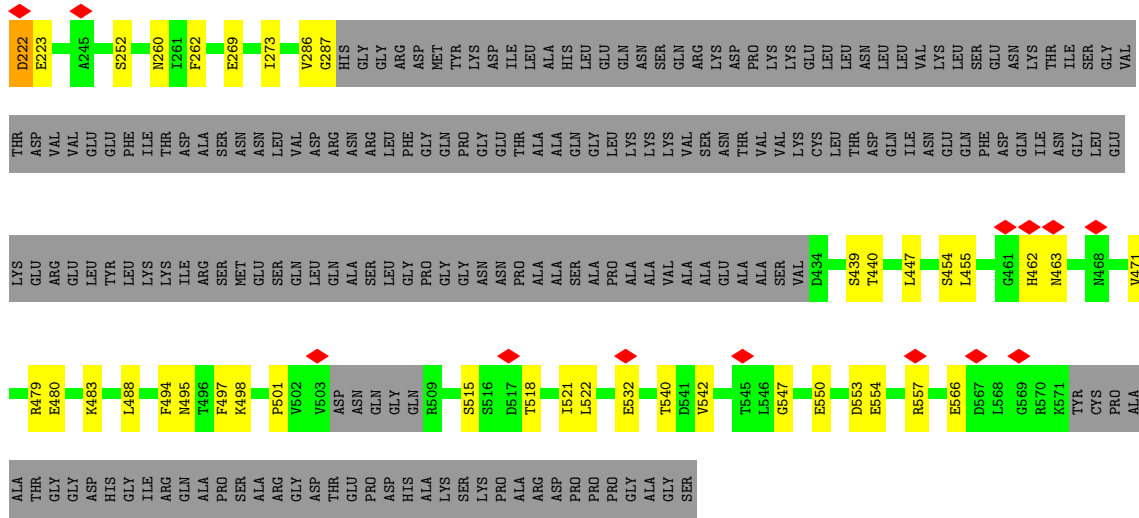 D222 E223 A245 S252 N260 I261 F262 E269 I273 V286 G287 HIS GLY GLY ARG ASP MET TYR LYS ASP ILE LEU ALA HIS LEU GLU GLN ASN SER GLN ARG LYS ASP PRO LYS LYS GLU LEU LEU ASN LEU LEU VAL LYS LEU SER GLU ASN LYS THR ILE SER GLY VAL
THR ASP VAL VAL GLU GLU PHE ILE THR ASP ALA SER ASN ASN LEU VAL ASP ARG ASN ARG LEU PHE GLY GLN PRO GLY GLU THR ALA ALA GLN GLY LEU LYS LYS LYS VAL SER ASN THR VAL VAL LYS CYS LEU THR ASP GLN ILE ASN GLU GLN PHE ASP GLN ILE ASN GLY LEU GLU
LYS GLU ARG GLU LEU TYR LEU LYS LYS ILE ARG SER MET GLU SER GLN LEU GLN ALA SER LEU GLY PRO GLY GLY ASN ASN PRO ALA ALA SER ALA PRO ALA ALA VAL ALA ALA GLU ALA ALA SER VAL D434 S439 T440 L447 S454 L455 G461 H462 N463 N468 V471
R479 E480 K483 L488 F494 N495 T496 F497 K498 P501 V502 V503 ASP ASN GLN GLY GLN R509 S515 S516 D517 T518 I521 L522 E532 T540 D541 V542 T545 L546 G547 E550 D553 E554 R557 E566 D567 L568 G569 R570 K571 TYR CYS PRO ALA
ALA THR GLY GLY ASP HIS GLY ILE ARG GLN ALA PRO SER ALA ARG GLY ASP THR GLU PRO ASP HIS ALA LYS SER LYS PRO ALA ARG ASP PRO PRO PRO GLY ALA GLY SER